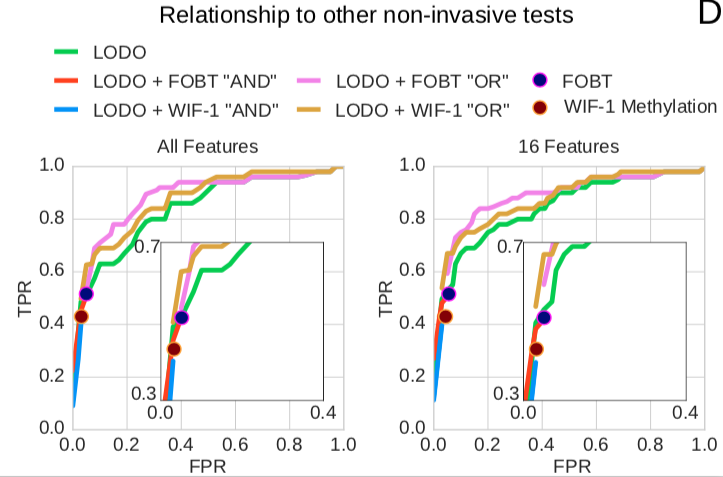 Relationship to other non-invasive tests
D
LODO
LODO + FOBT "AND"
LODO + FOBT "OR"
FOBT
LODO + WIF-1 "AND"
LODO + WIF-1 "OR"
WIF-1 Methylation
All Features
1.0
0.8
0.6
0.4
0.2
0.0
TPR
0.7
0.3
0.0
0.4
0.0 0.2 0.4 0.6 0.8 1.0
FPR
16 Features
1.0
0.8
0.6
0.4
0.2
0.0
TPR
0.7
0.3
0.0
0.4
0.0 0.2 0.4 0.6 0.8 1.0
FPR